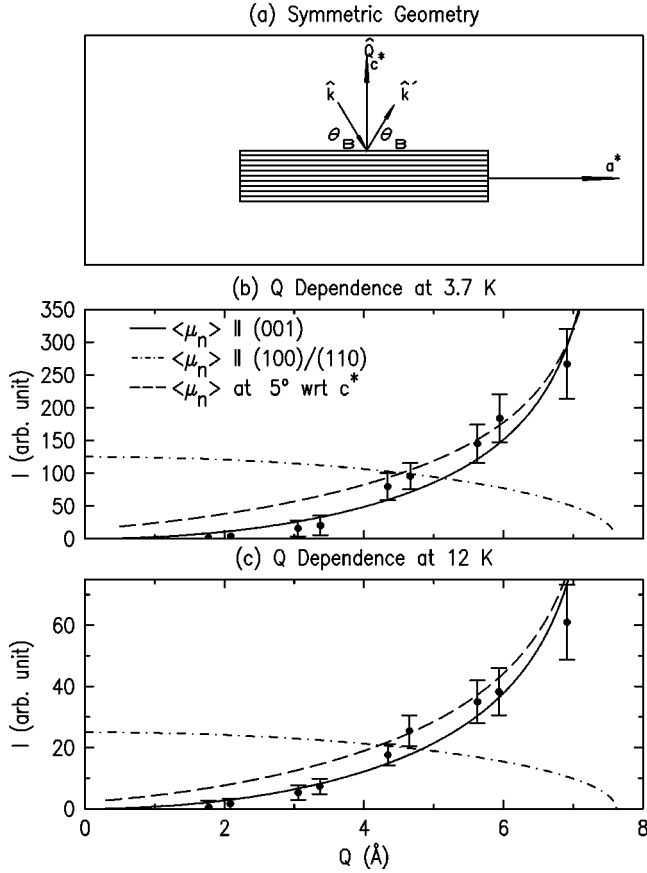 (a) Symmetric Geometry
Q̂
c*
k̂
k̂′
θB
θB
a*
(b) Q Dependence at 3.7 K
350
300
250
200
150
100
50
0
I (arb. unit)
<μn> ∥ (001)
<μn> ∥ (100)/(110)
<μn> at 5° wrt c*
(c) Q Dependence at 12 K
60
40
20
0
I (arb. unit)
0 2 4 6 8
Q (Å)